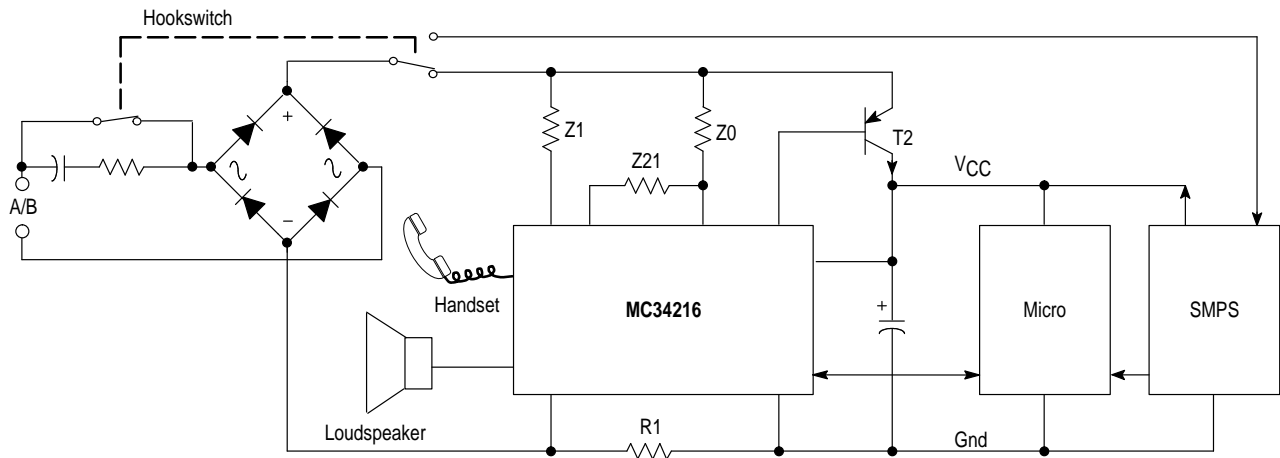 Hookswitch
+
Z1
Z0
T2
Z21
VCC
A/B
−
Handset
MC34216
+
Micro
SMPS
Loudspeaker
R1
Gnd